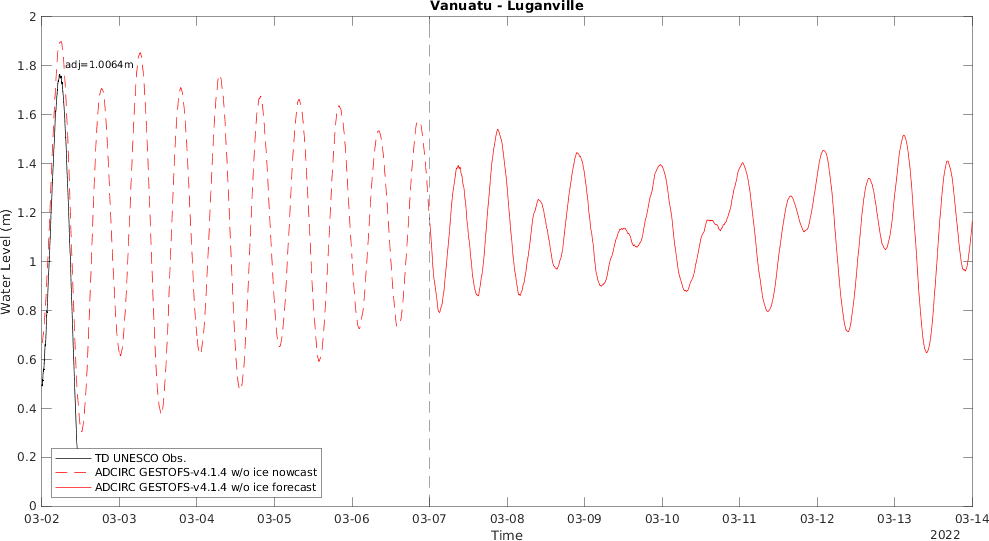 Vanuatu - Luganville
2
1.8
1.6
1.4
1.2
1
0.8
0.6
0.4
0.2
0
Water Level (m)
adj=1.0064m
TD UNESCO Obs.
ADCIRC GESTOFS-v4.1.4 w/o ice nowcast
ADCIRC GESTOFS-v4.1.4 w/o ice forecast
03-02 03-03 03-04 03-05 03-06 03-07 03-08 03-09 03-10 03-11 03-12 03-13 03-14
Time
2022